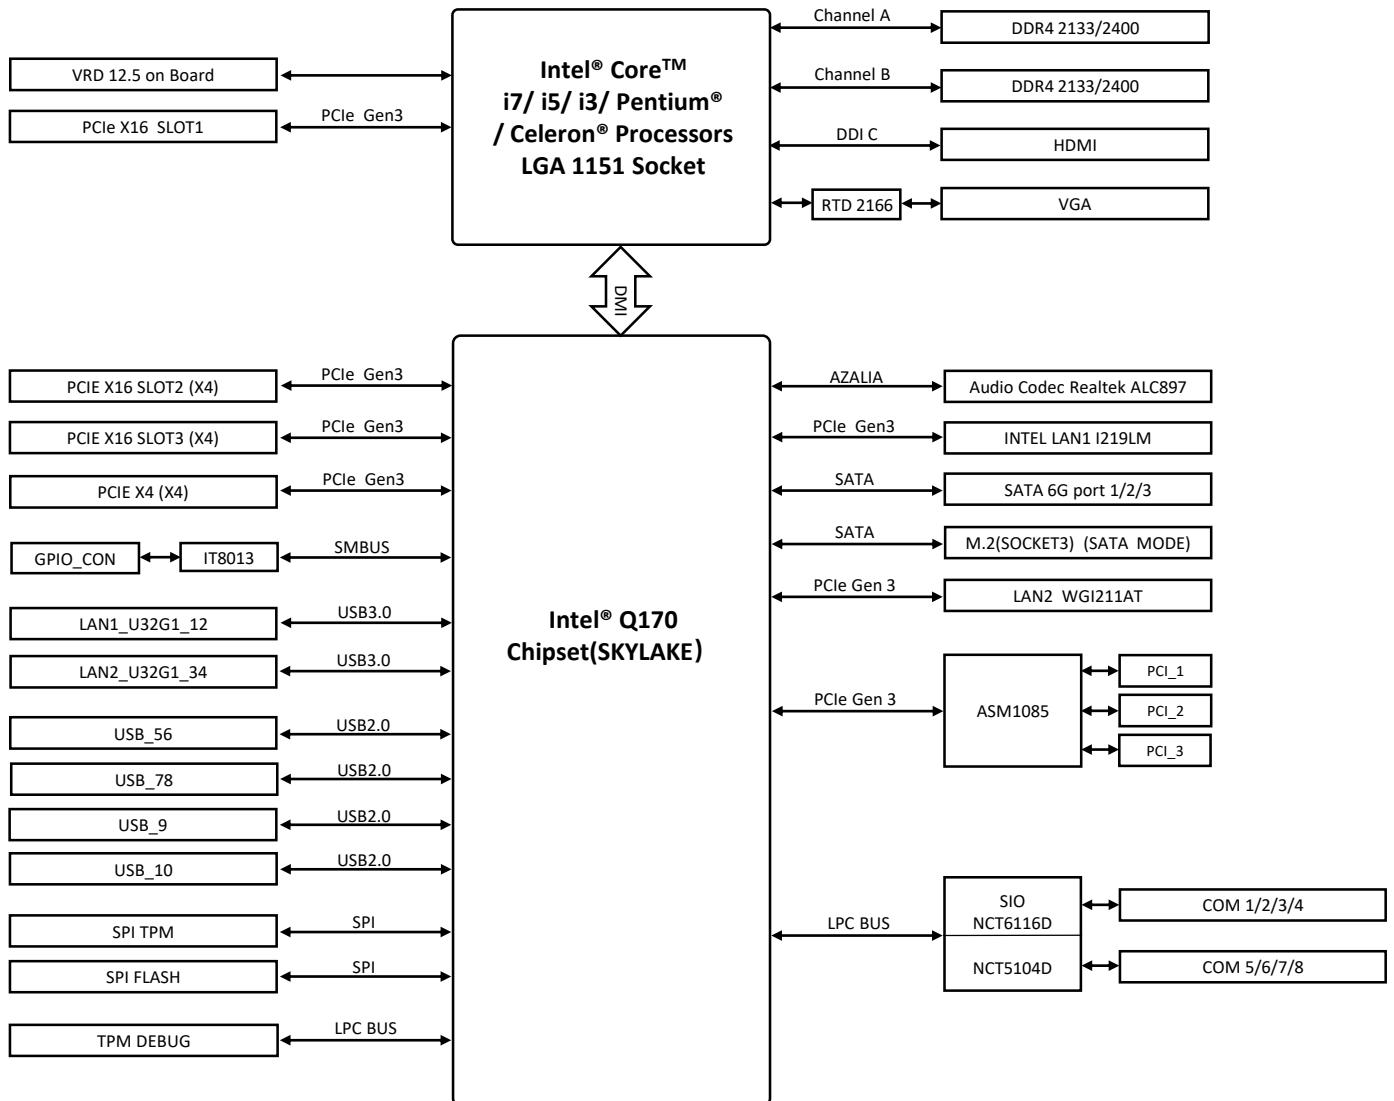 Channel A
DDR4 2133/2400
VRD 12.5 on Board
Intel® Core™
i7/ i5/ i3/ Pentium®
/ Celeron® Processors
LGA 1151 Socket
Channel B
DDR4 2133/2400
PCIe X16 SLOT1
PCIe Gen3
DDI C
HDMI
RTD 2166
VGA
DMI
PCIE X16 SLOT2 (X4)
PCIe Gen3
AZALIA
Audio Codec Realtek ALC897
PCIE X16 SLOT3 (X4)
PCIe Gen3
PCIe Gen3
INTEL LAN1 I219LM
PCIE X4 (X4)
PCIe Gen3
SATA
SATA 6G port 1/2/3
GPIO_CON
IT8013
SMBUS
SATA
M.2(SOCKET3) (SATA MODE)
PCIe Gen 3
LAN2 WGI211AT
LAN1_U32G1_12
USB3.0
Intel® Q170
Chipset(SKYLAKE)
LAN2_U32G1_34
USB3.0
PCIe Gen 3
ASM1085
PCI_1
PCI_2
PCI_3
USB_56
USB2.0
USB_78
USB2.0
USB_9
USB2.0
USB_10
USB2.0
SPI TPM
SPI
LPC BUS
SIO
NCT6116D
COM 1/2/3/4
NCT5104D
COM 5/6/7/8
SPI FLASH
SPI
TPM DEBUG
LPC BUS